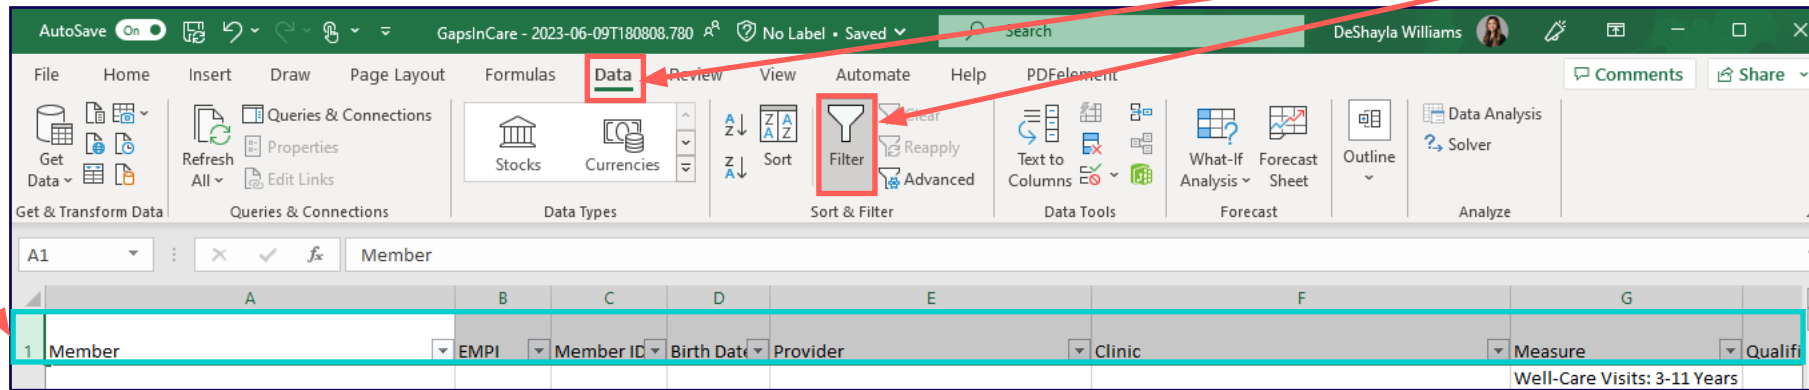 AutoSave On GapsInCare - 2023-06-09T180808.780 No Label • Saved Search DeShayla Williams
File Home Insert Draw Page Layout Formulas Data Review View Automate Help PDFelement Comments Share
Get Data
Refresh All
Queries & Connections
Properties
Edit Links
Stocks
Currencies
Sort
Filter
Clear
Reapply
Advanced
Text to Columns
What-If Analysis
Forecast Sheet
Outline
Data Analysis
Solver
Get & Transform Data Queries & Connections Data Types Sort & Filter Data Tools Forecast Analyze
A1 fx Member
A B C D E F G
1 Member EMPI Member ID Birth Date Provider Clinic Measure Qualifi
Well-Care Visits: 3-11 Years